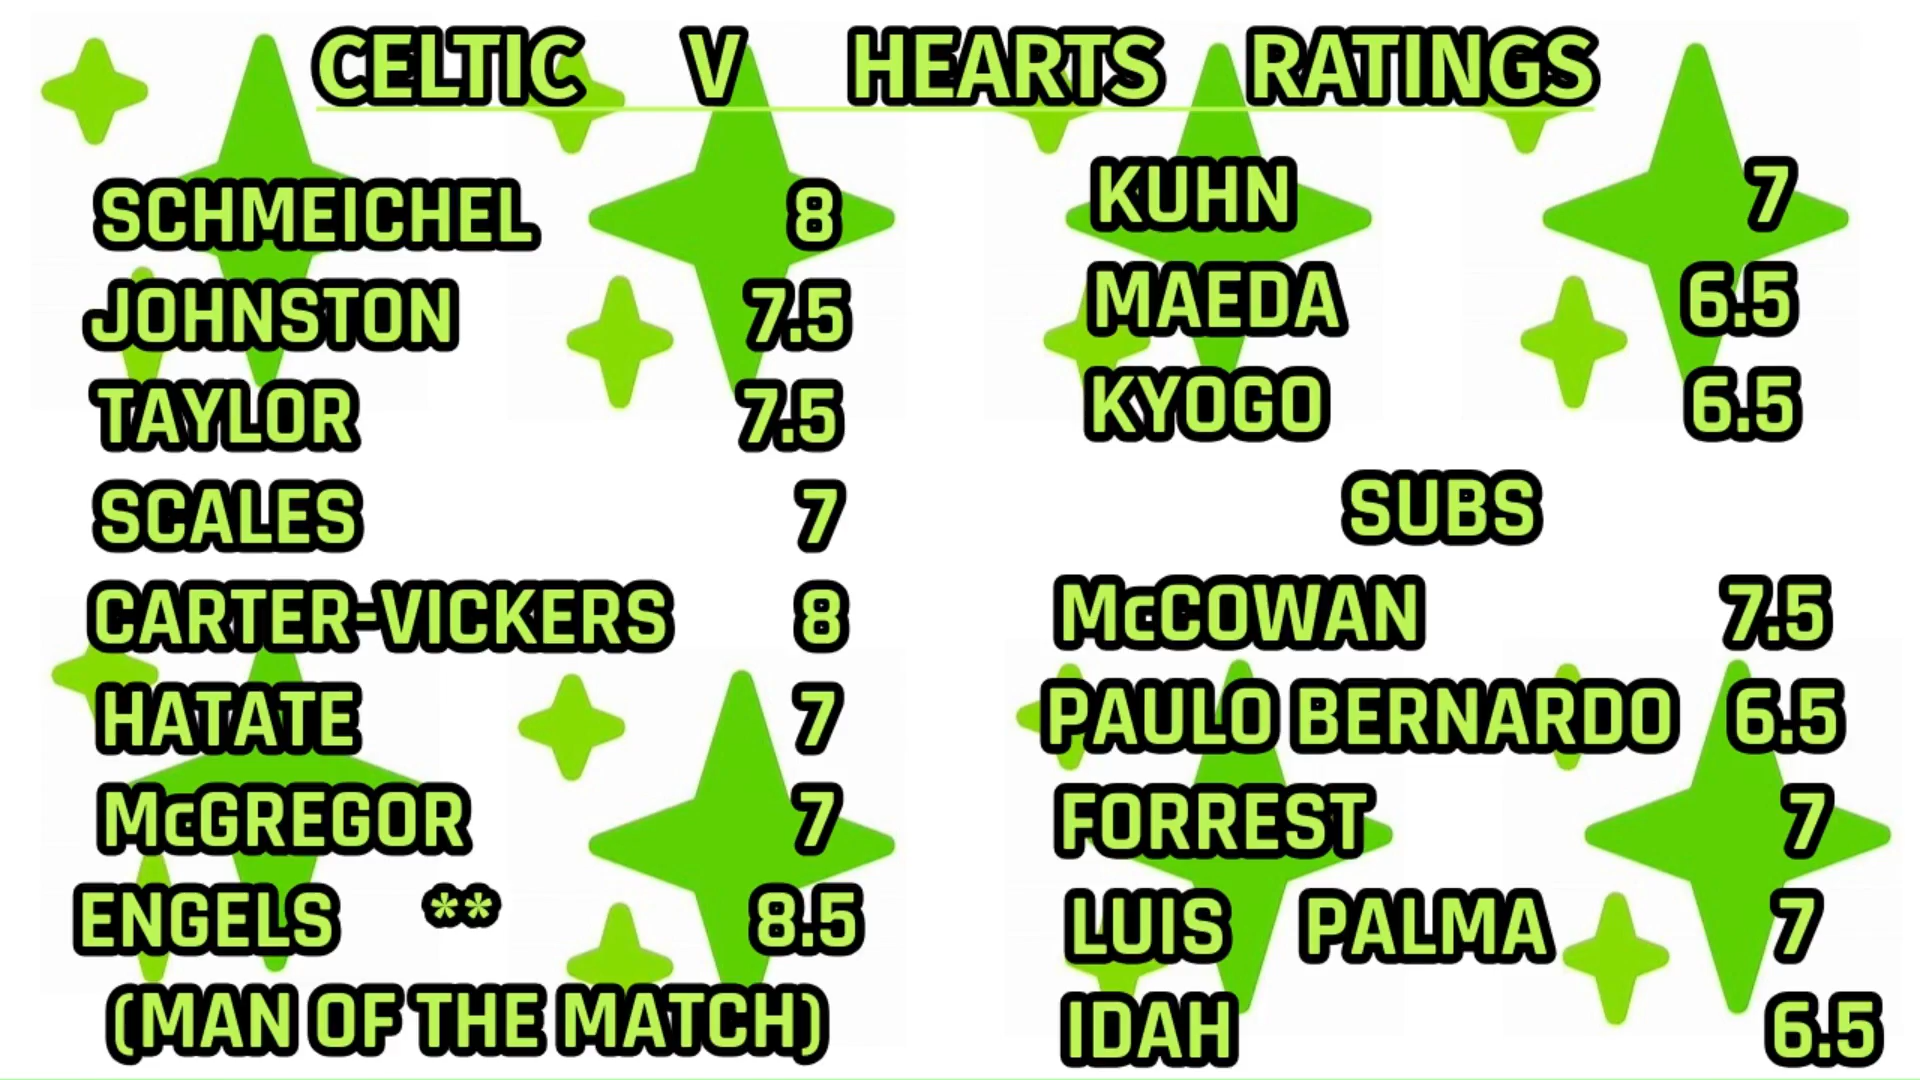 CELTIC V HEARTS RATINGS
SCHMEICHEL 8
JOHNSTON 7.5
TAYLOR 7.5
SCALES 7
CARTER-VICKERS 8
HATATE 7
McGREGOR 7
ENGELS ** 8.5
(MAN OF THE MATCH)
KUHN 7
MAEDA 6.5
KYOGO 6.5
SUBS
McCOWAN 7.5
PAULO BERNARDO 6.5
FORREST 7
LUIS PALMA 7
IDAH 6.5